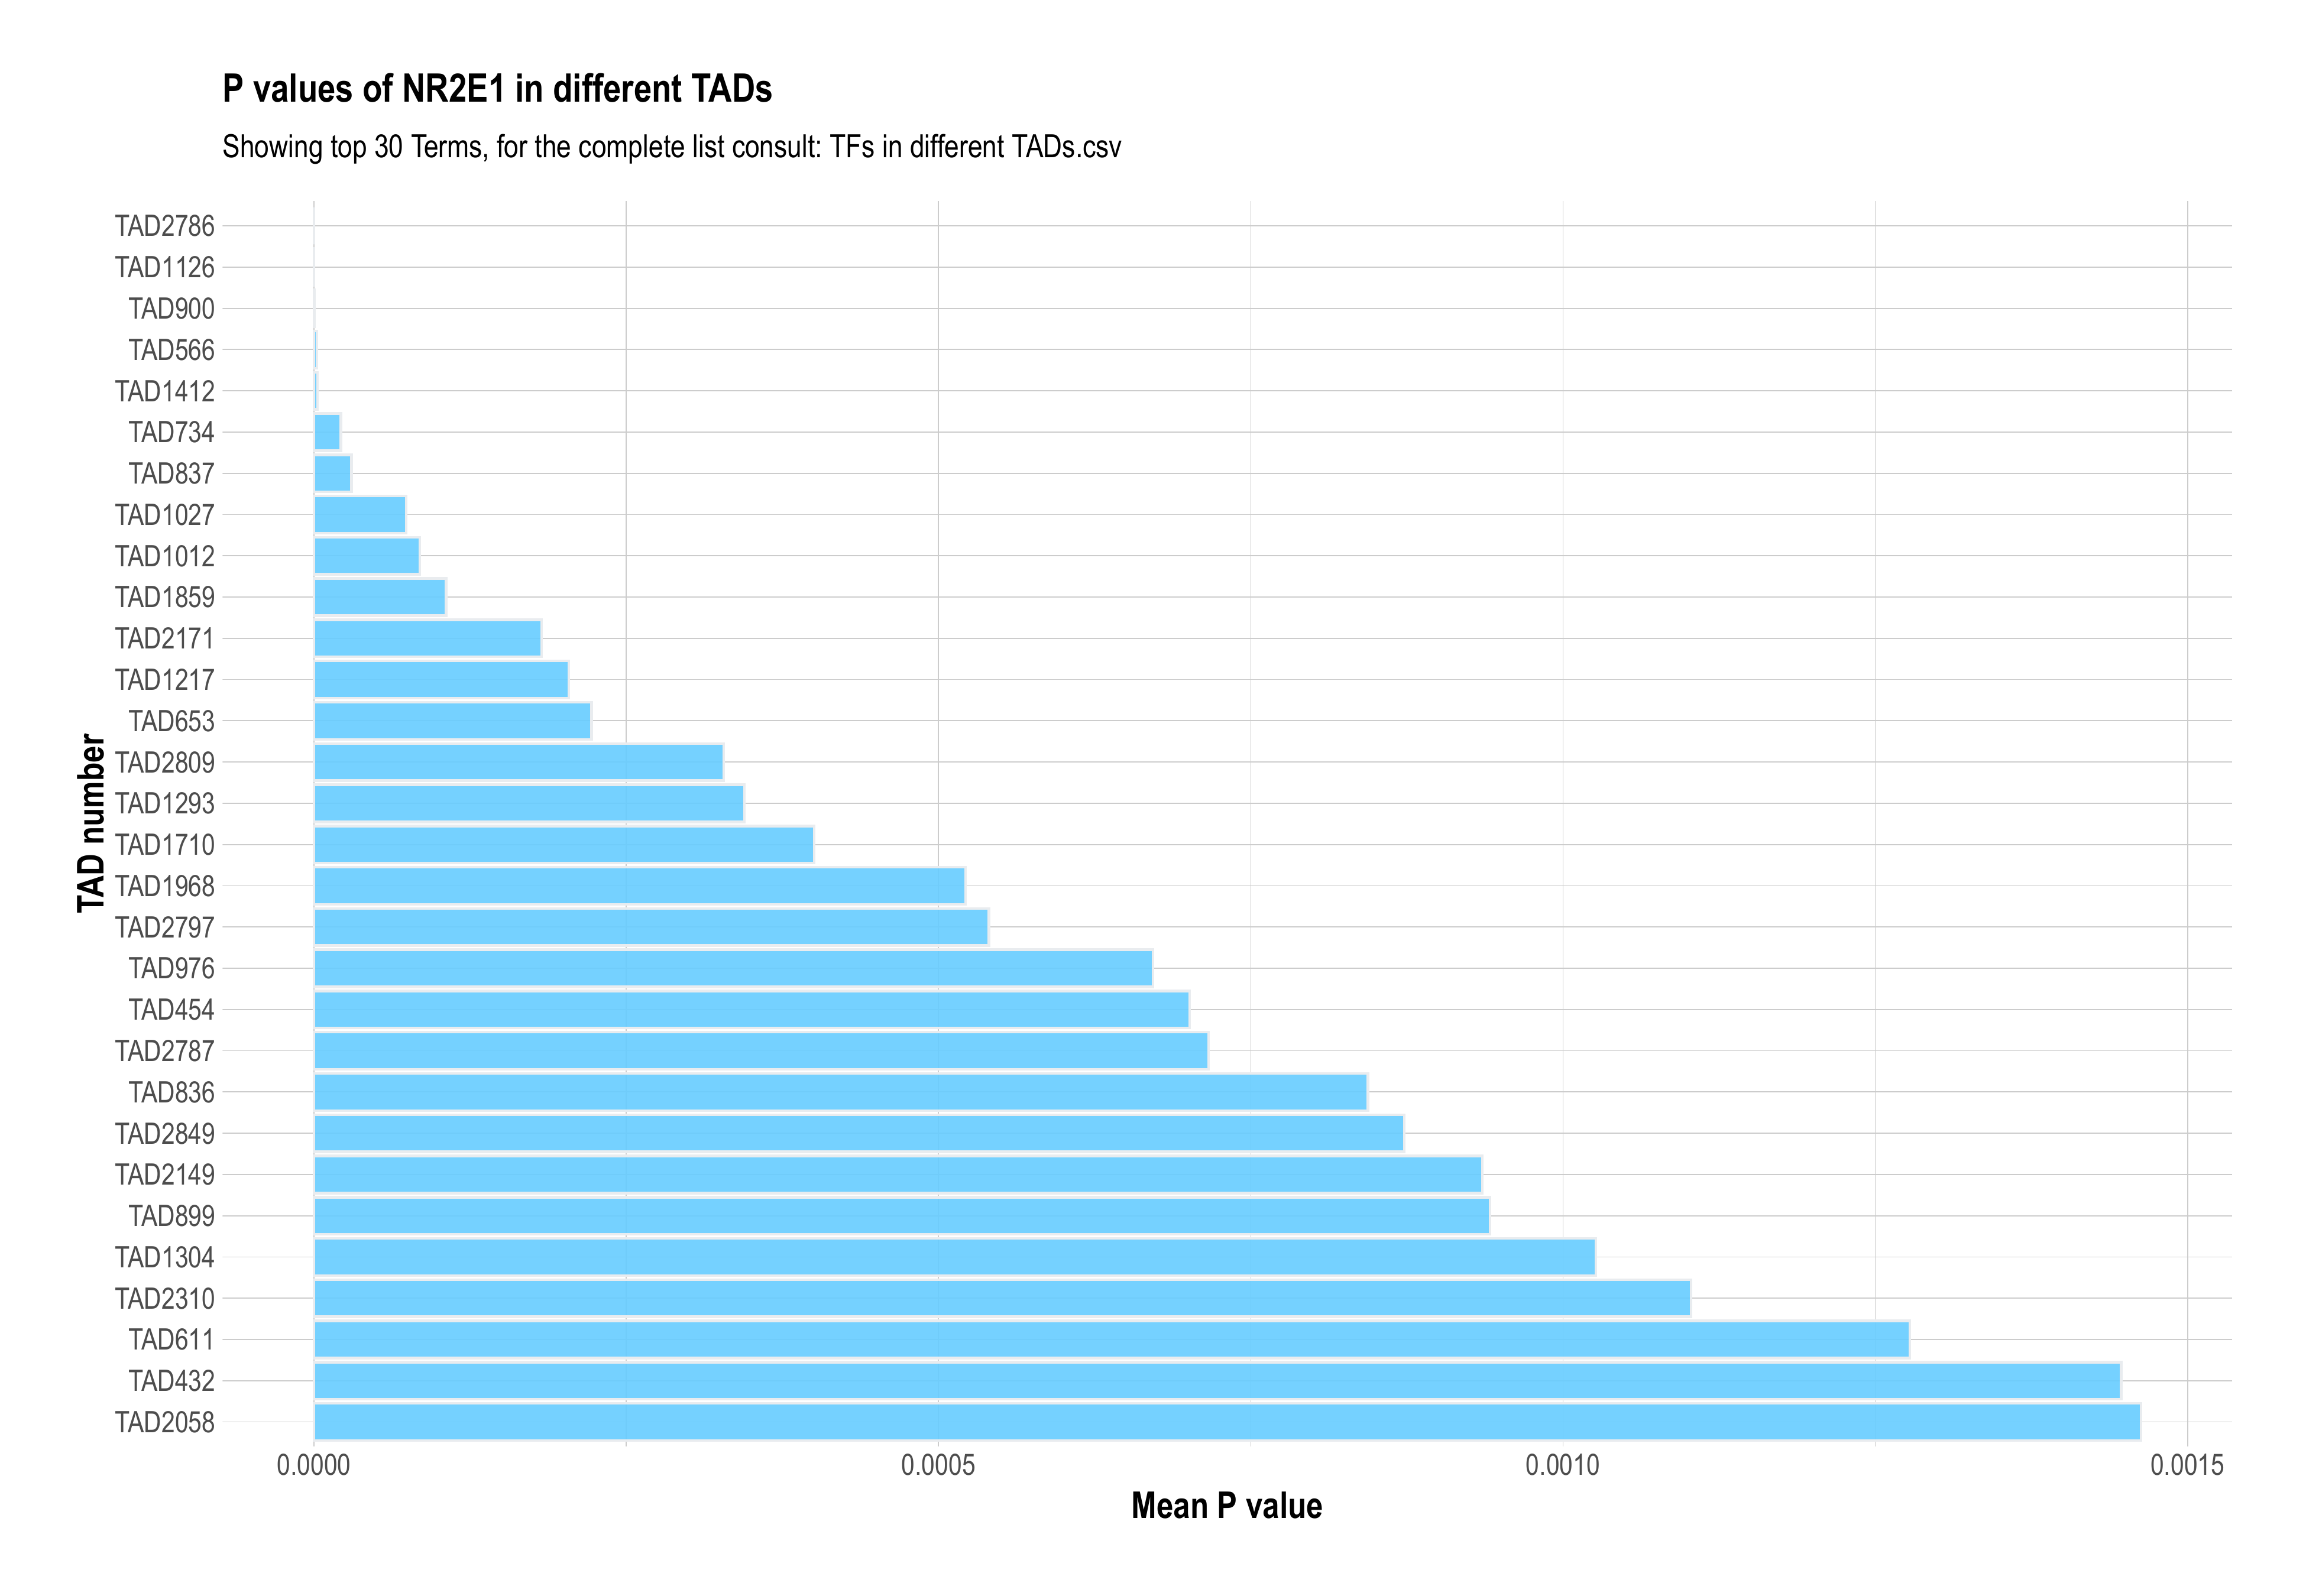 P values of NR2E1 in different TADs
Showing top 30 Terms, for the complete list consult: TFs in different TADs.csv
TAD number
TAD2786
TAD1126
TAD900
TAD566
TAD1412
TAD734
TAD837
TAD1027
TAD1012
TAD1859
TAD2171
TAD1217
TAD653
TAD2809
TAD1293
TAD1710
TAD1968
TAD2797
TAD976
TAD454
TAD2787
TAD836
TAD2849
TAD2149
TAD899
TAD1304
TAD2310
TAD611
TAD432
TAD2058
0.0000 0.0005 0.0010 0.0015
Mean P value